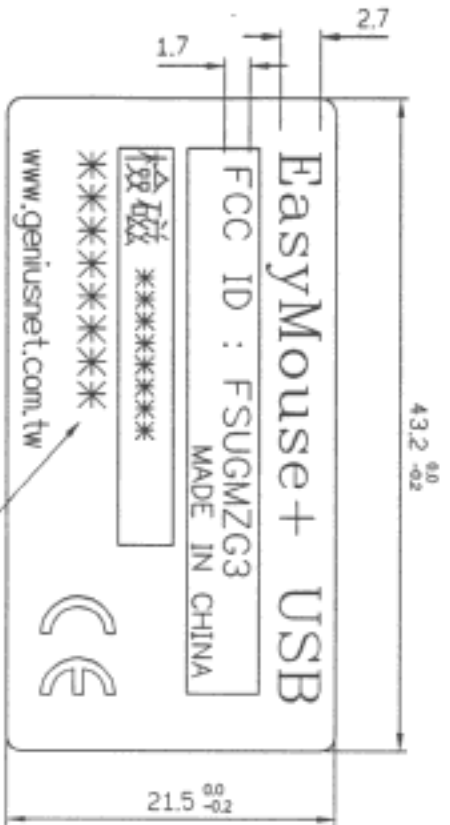 EasyMouse+ USB
FCC ID : FSUGMZG3
MADE IN CHINA
檢磁 ********
********
www.geniusnet.com.tw
CE
2.7
1.7
43.2 0.0 -0.2
21.5 0.0 -0.2